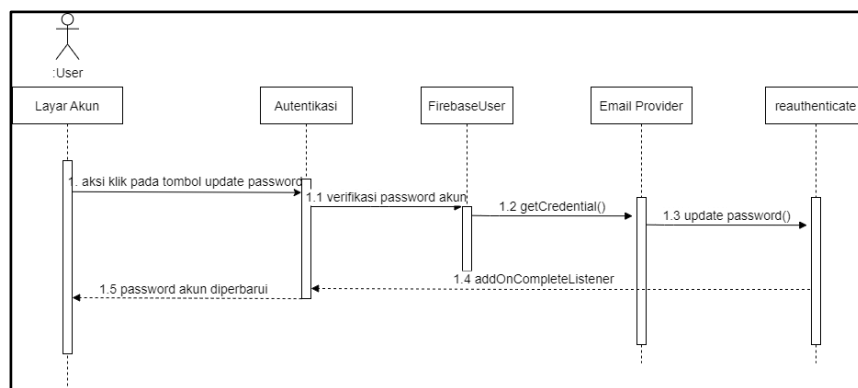 :User
Layar Akun
Autentikasi
FirebaseUser
Email Provider
reauthenticate
1. aksi klik pada tombol update password
1.1 verifikasi password akun
1.2 getCredential()
1.3 update password()
1.4 addOnCompleteListener
1.5 password akun diperbarui